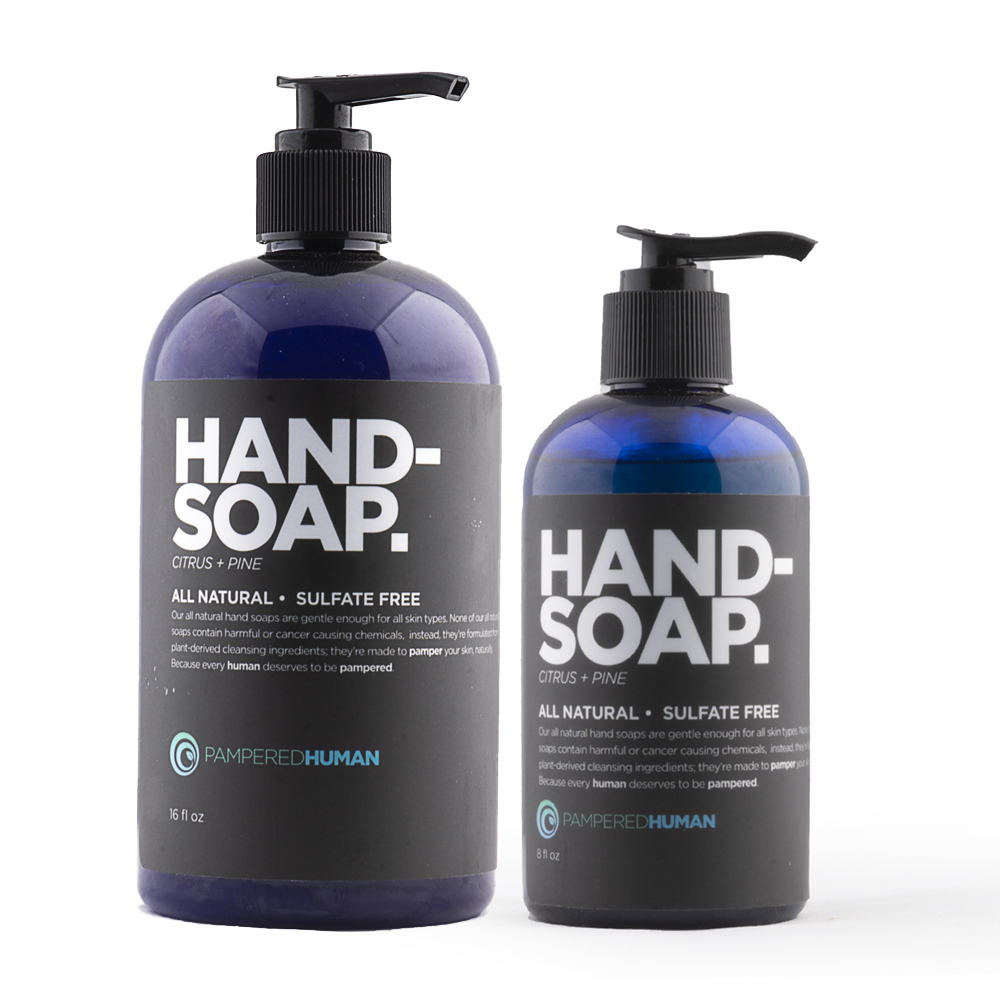 HAND-
SOAP.
CITRUS + PINE
ALL NATURAL • SULFATE FREE
Our all natural hand soaps are gentle enough for all skin types. None of our all
soaps contain harmful or cancer causing chemicals, instead, they're formulated
plant-derived cleansing ingredients; they're made to pamper your skin, naturally
Because every human deserves to be pampered.
PAMPEREDHUMAN
16 fl oz
HAND-
SOAP.
CITRUS + PINE
ALL NATURAL • SULFATE FREE
Our all natural hand soaps are gentle enough for all skin types. None
soaps contain harmful or cancer causing chemicals, instead, they're
plant-derived cleansing ingredients; they're made to pamper your
Because every human deserves to be pampered.
PAMPEREDHUMAN
8 fl oz